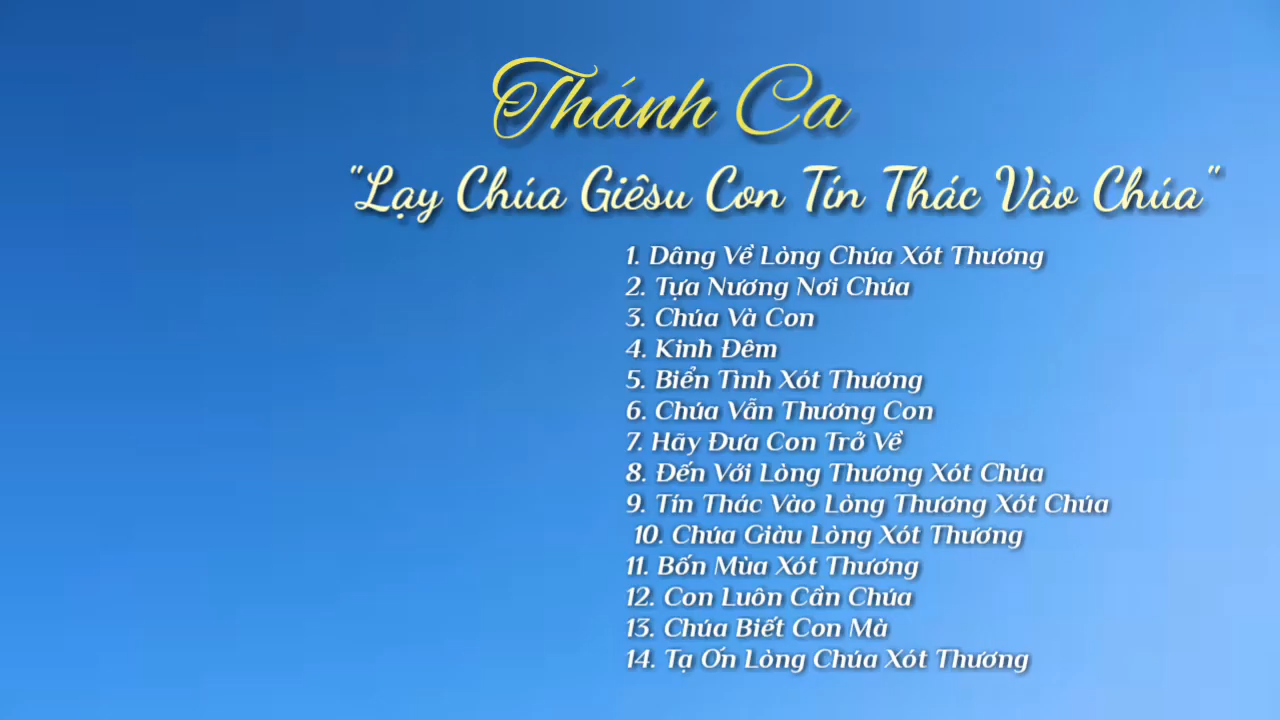 Thánh Ca
"Lạy Chúa Giêsu Con Tín Thác Vào Chúa"
1. Dâng Về Lòng Chúa Xót Thương
2. Tựa Nương Nơi Chúa
3. Chúa Và Con
4. Kinh Đêm
5. Biển Tình Xót Thương
6. Chúa Vẫn Thương Con
7. Hãy Đưa Con Trở Về
8. Đến Với Lòng Thương Xót Chúa
9. Tín Thác Vào Lòng Thương Xót Chúa
10. Chúa Giàu Lòng Xót Thương
11. Bốn Mùa Xót Thương
12. Con Luôn Cần Chúa
13. Chúa Biết Con Mà
14. Tạ Ơn Lòng Chúa Xót Thương